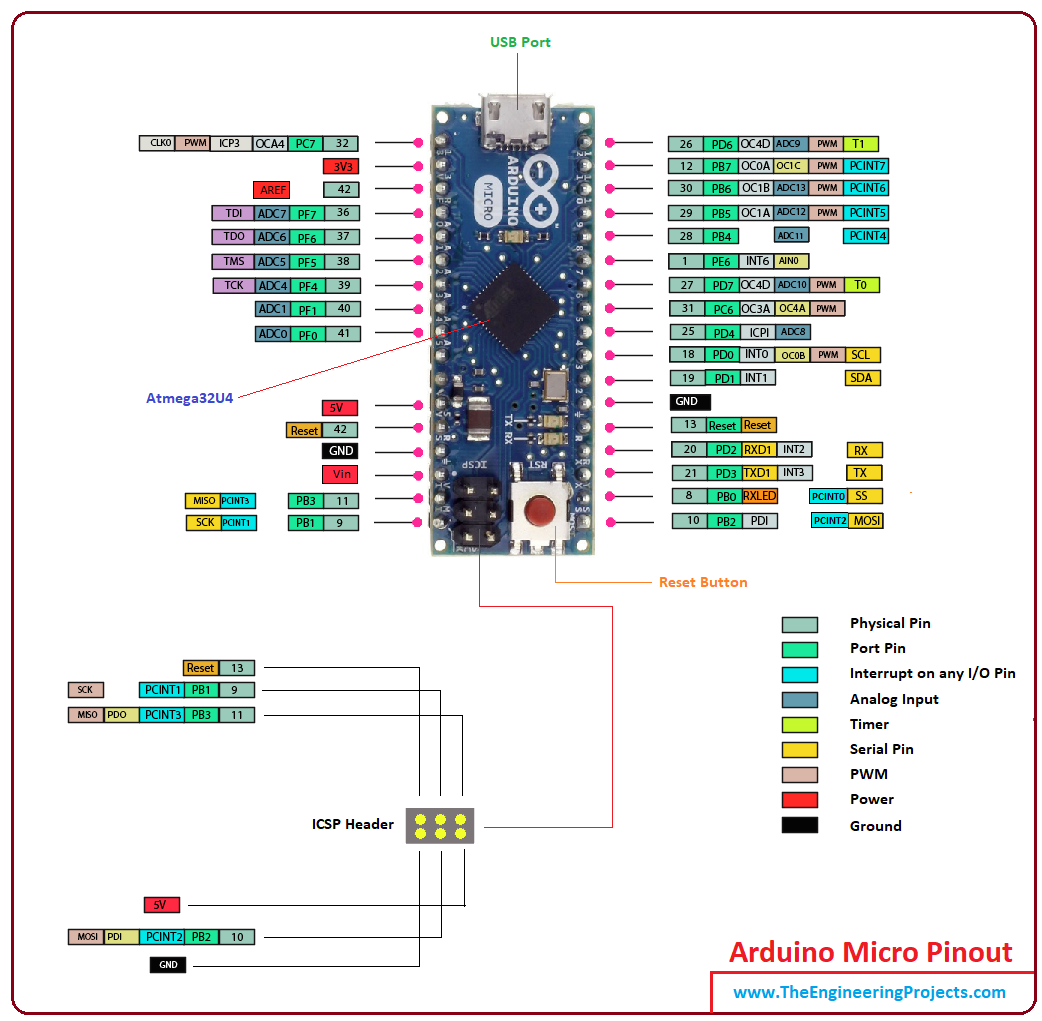 USB Port
CLK0 PWM ICP3 OCA4 PC7 32
3V3
AREF 42
TDI ADC7 PF7 36
TDO ADC6 PF6 37
TMS ADC5 PF5 38
TCK ADC4 PF4 39
ADC1 PF1 40
ADC0 PF0 41
Atmega32U4
5V
Reset 42
GND
Vin
MISO PCINT3 PB3 11
SCK PCINT1 PB1 9
ARDUINO
MICRO
TX
RX
ICSP
RST
26 PD6 OC4D ADC9 PWM T1
12 PB7 OC0A OC1C PWM PCINT7
30 PB6 OC1B ADC13 PWM PCINT6
29 PB5 OC1A ADC12 PWM PCINT5
28 PB4 ADC11 PCINT4
1 PE6 INT6 AIN0
27 PD7 OC4D ADC10 PWM T0
31 PC6 OC3A OC4A PWM
25 PD4 ICPI ADC8
18 PD0 INT0 OC0B PWM SCL
19 PD1 INT1 SDA
GND
13 Reset Reset
20 PD2 RXD1 INT2 RX
21 PD3 TXD1 INT3 TX
8 PB0 RXLED PCINT0 SS
10 PB2 PDI PCINT2 MOSI
Reset Button
Reset 13
SCK PCINT1 PB1 9
MISO PDO PCINT3 PB3 11
ICSP Header
5V
MOSI PDI PCINT2 PB2 10
GND
Physical Pin
Port Pin
Interrupt on any I/O Pin
Analog Input
Timer
Serial Pin
PWM
Power
Ground
Arduino Micro Pinout
www.TheEngineeringProjects.com